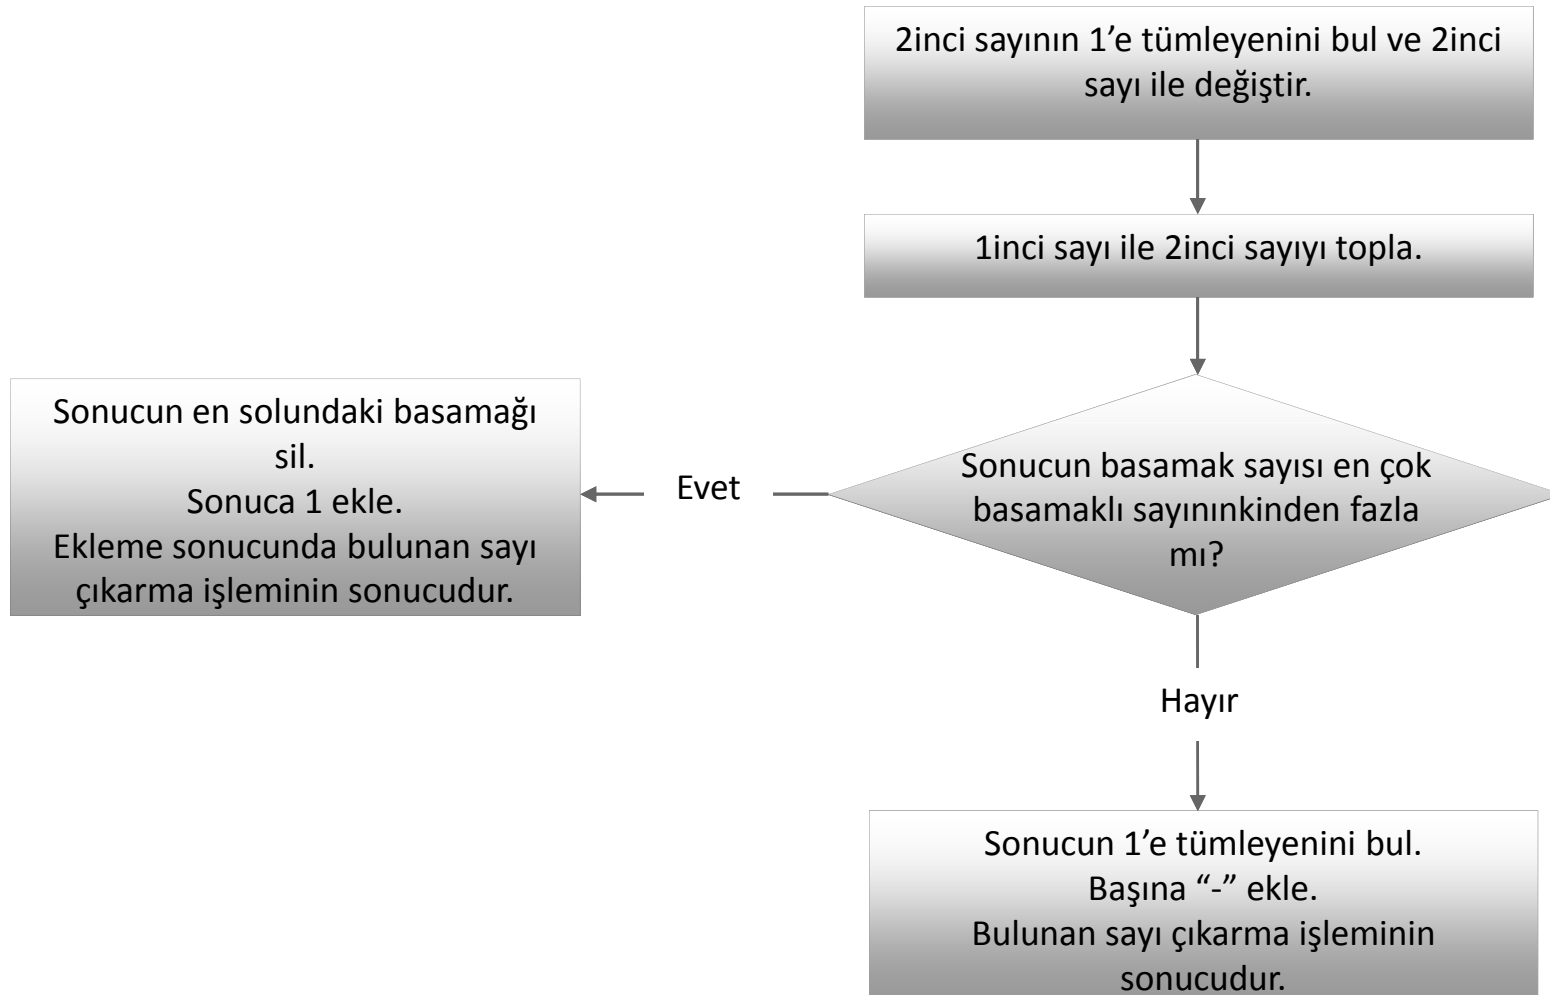 2inci sayının 1’e tümleyenini bul ve 2inci
sayı ile değiştir.
1inci sayı ile 2inci sayıyı topla.
Sonucun basamak sayısı en çok
basamaklı sayınınkinden fazla
mı?
Evet
Sonucun en solundaki basamağı
sil.
Sonuca 1 ekle.
Ekleme sonucunda bulunan sayı
çıkarma işleminin sonucudur.
Hayır
Sonucun 1’e tümleyenini bul.
Başına “-” ekle.
Bulunan sayı çıkarma işleminin
sonucudur.